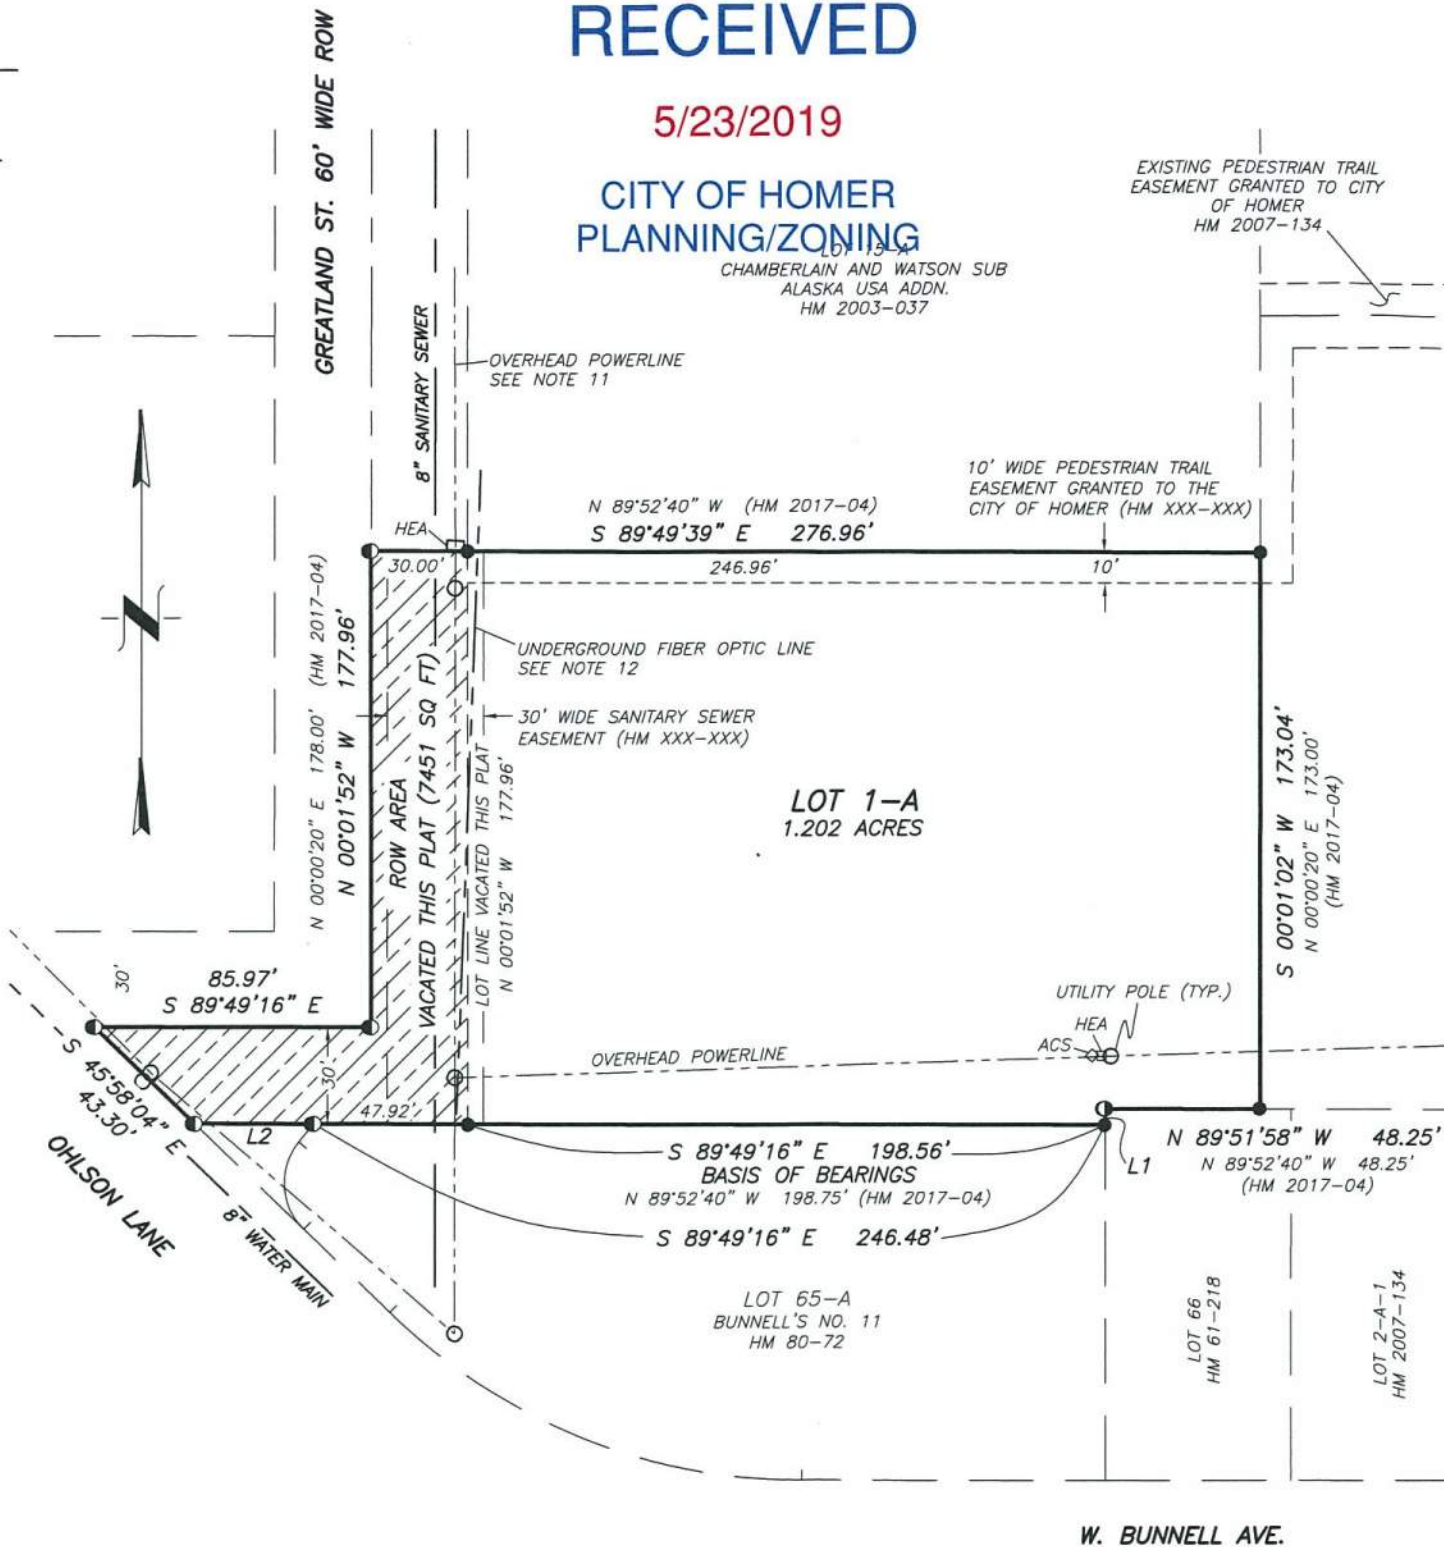 RECEIVED
5/23/2019
CITY OF HOMER
PLANNING/ZONING
LOT 15-A
CHAMBERLAIN AND WATSON SUB
ALASKA USA ADDN.
HM 2003-037
GREATLAND ST. 60' WIDE ROW
EXISTING PEDESTRIAN TRAIL
EASEMENT GRANTED TO CITY
OF HOMER
HM 2007-134
8" SANITARY SEWER
OVERHEAD POWERLINE
SEE NOTE 11
10' WIDE PEDESTRIAN TRAIL
EASEMENT GRANTED TO THE
CITY OF HOMER (HM XXX-XXX)
N 89°52'40" W (HM 2017-04)
S 89°49'39" E 276.96'
HEA
30.00'
246.96'
10'
N
N 00°00'20" E 178.00' (HM 2017-04)
N 00°01'52" W 177.96'
UNDERGROUND FIBER OPTIC LINE
SEE NOTE 12
30' WIDE SANITARY SEWER
EASEMENT (HM XXX-XXX)
ROW AREA
VACATED THIS PLAT (7451 SQ FT)
LOT LINE VACATED THIS PLAT
N 00°01'52" W 177.96'
LOT 1-A
1.202 ACRES
S 00°01'02" W 173.04'
N 00°00'20" E 173.00'
(HM 2017-04)
30'
85.97'
S 89°49'16" E
UTILITY POLE (TYP.)
HEA
ACS
OVERHEAD POWERLINE
30'
S 45°58'04" E
43.30'
47.92'
L2
OHLSON LANE
8" WATER MAIN
S 89°49'16" E 198.56'
BASIS OF BEARINGS
N 89°52'40" W 198.75' (HM 2017-04)
S 89°49'16" E 246.48'
L1
N 89°51'58" W 48.25'
N 89°52'40" W 48.25'
(HM 2017-04)
LOT 65-A
BUNNELL'S NO. 11
HM 80-72
LOT 66
HM 61-218
LOT 2-A-1
HM 2007-134
W. BUNNELL AVE.